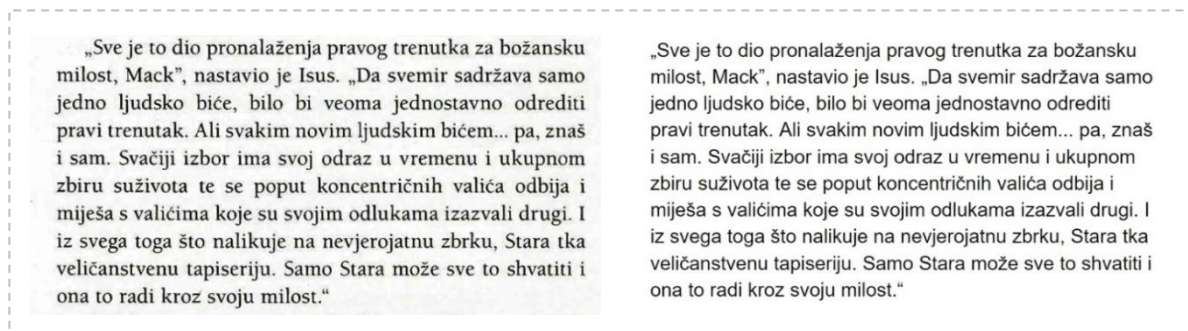 „Sve je to dio pronalaženja pravog trenutka za božansku
milost, Mack”, nastavio je Isus. „Da svemir sadržava samo
jedno ljudsko biće, bilo bi veoma jednostavno odrediti
pravi trenutak. Ali svakim novim ljudskim bićem... pa, znaš
i sam. Svačiji izbor ima svoj odraz u vremenu i ukupnom
zbiru suživota te se poput koncentričnih valića odbija i
miješa s valićima koje su svojim odlukama izazvali drugi. I
iz svega toga što nalikuje na nevjerojatnu zbrku, Stara tka
veličanstvenu tapiseriju. Samo Stara može sve to shvatiti i
ona to radi kroz svoju milost.“
„Sve je to dio pronalaženja pravog trenutka za božansku
milost, Mack”, nastavio je Isus. „Da svemir sadržava samo
jedno ljudsko biće, bilo bi veoma jednostavno odrediti
pravi trenutak. Ali svakim novim ljudskim bićem... pa, znaš
i sam. Svačiji izbor ima svoj odraz u vremenu i ukupnom
zbiru suživota te se poput koncentričnih valića odbija i
miješa s valićima koje su svojim odlukama izazvali drugi. I
iz svega toga što nalikuje na nevjerojatnu zbrku, Stara tka
veličanstvenu tapiseriju. Samo Stara može sve to shvatiti i
ona to radi kroz svoju milost.“